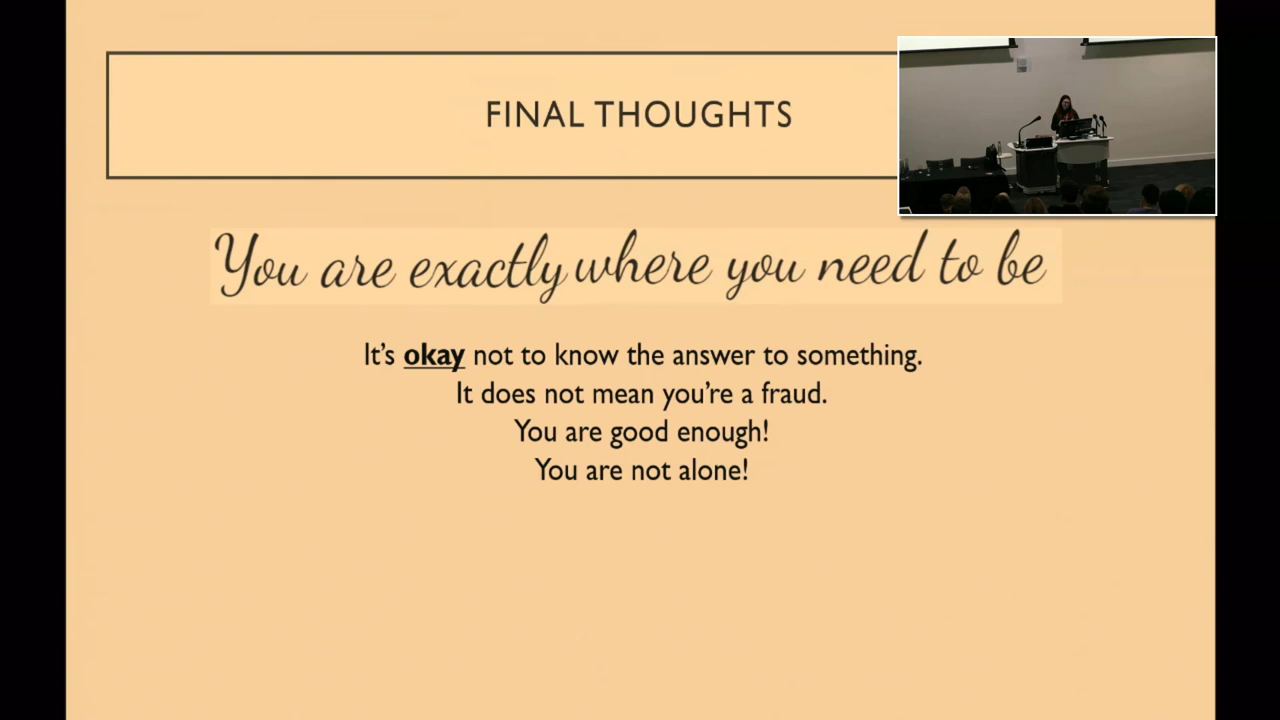 FINAL THOUGHTS
You are exactly where you need to be
It's okay not to know the answer to something.
It does not mean you're a fraud.
You are good enough!
You are not alone!